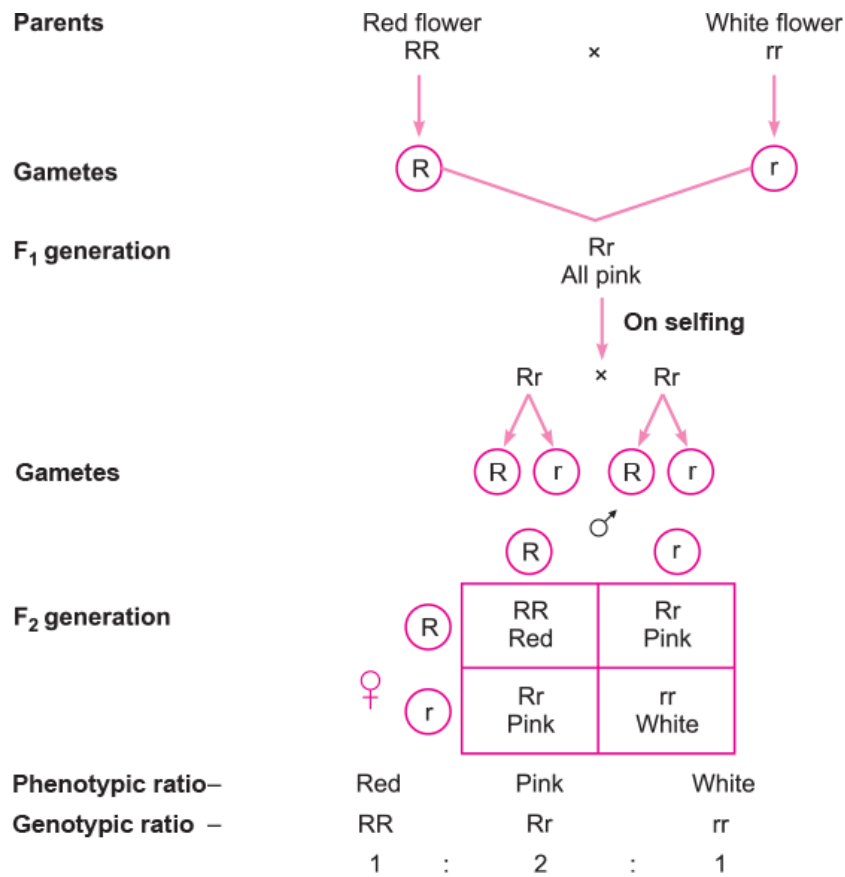 Parents Red flower White flower
RR × rr
Gametes R r
F₁ generation Rr
All pink
On selfing
Rr × Rr
Gametes R r R r
♂
R r
F₂ generation R RR Rr
Red Pink
♀ r Rr rr
Pink White
Phenotypic ratio– Red Pink White
Genotypic ratio – RR Rr rr
1 : 2 : 1